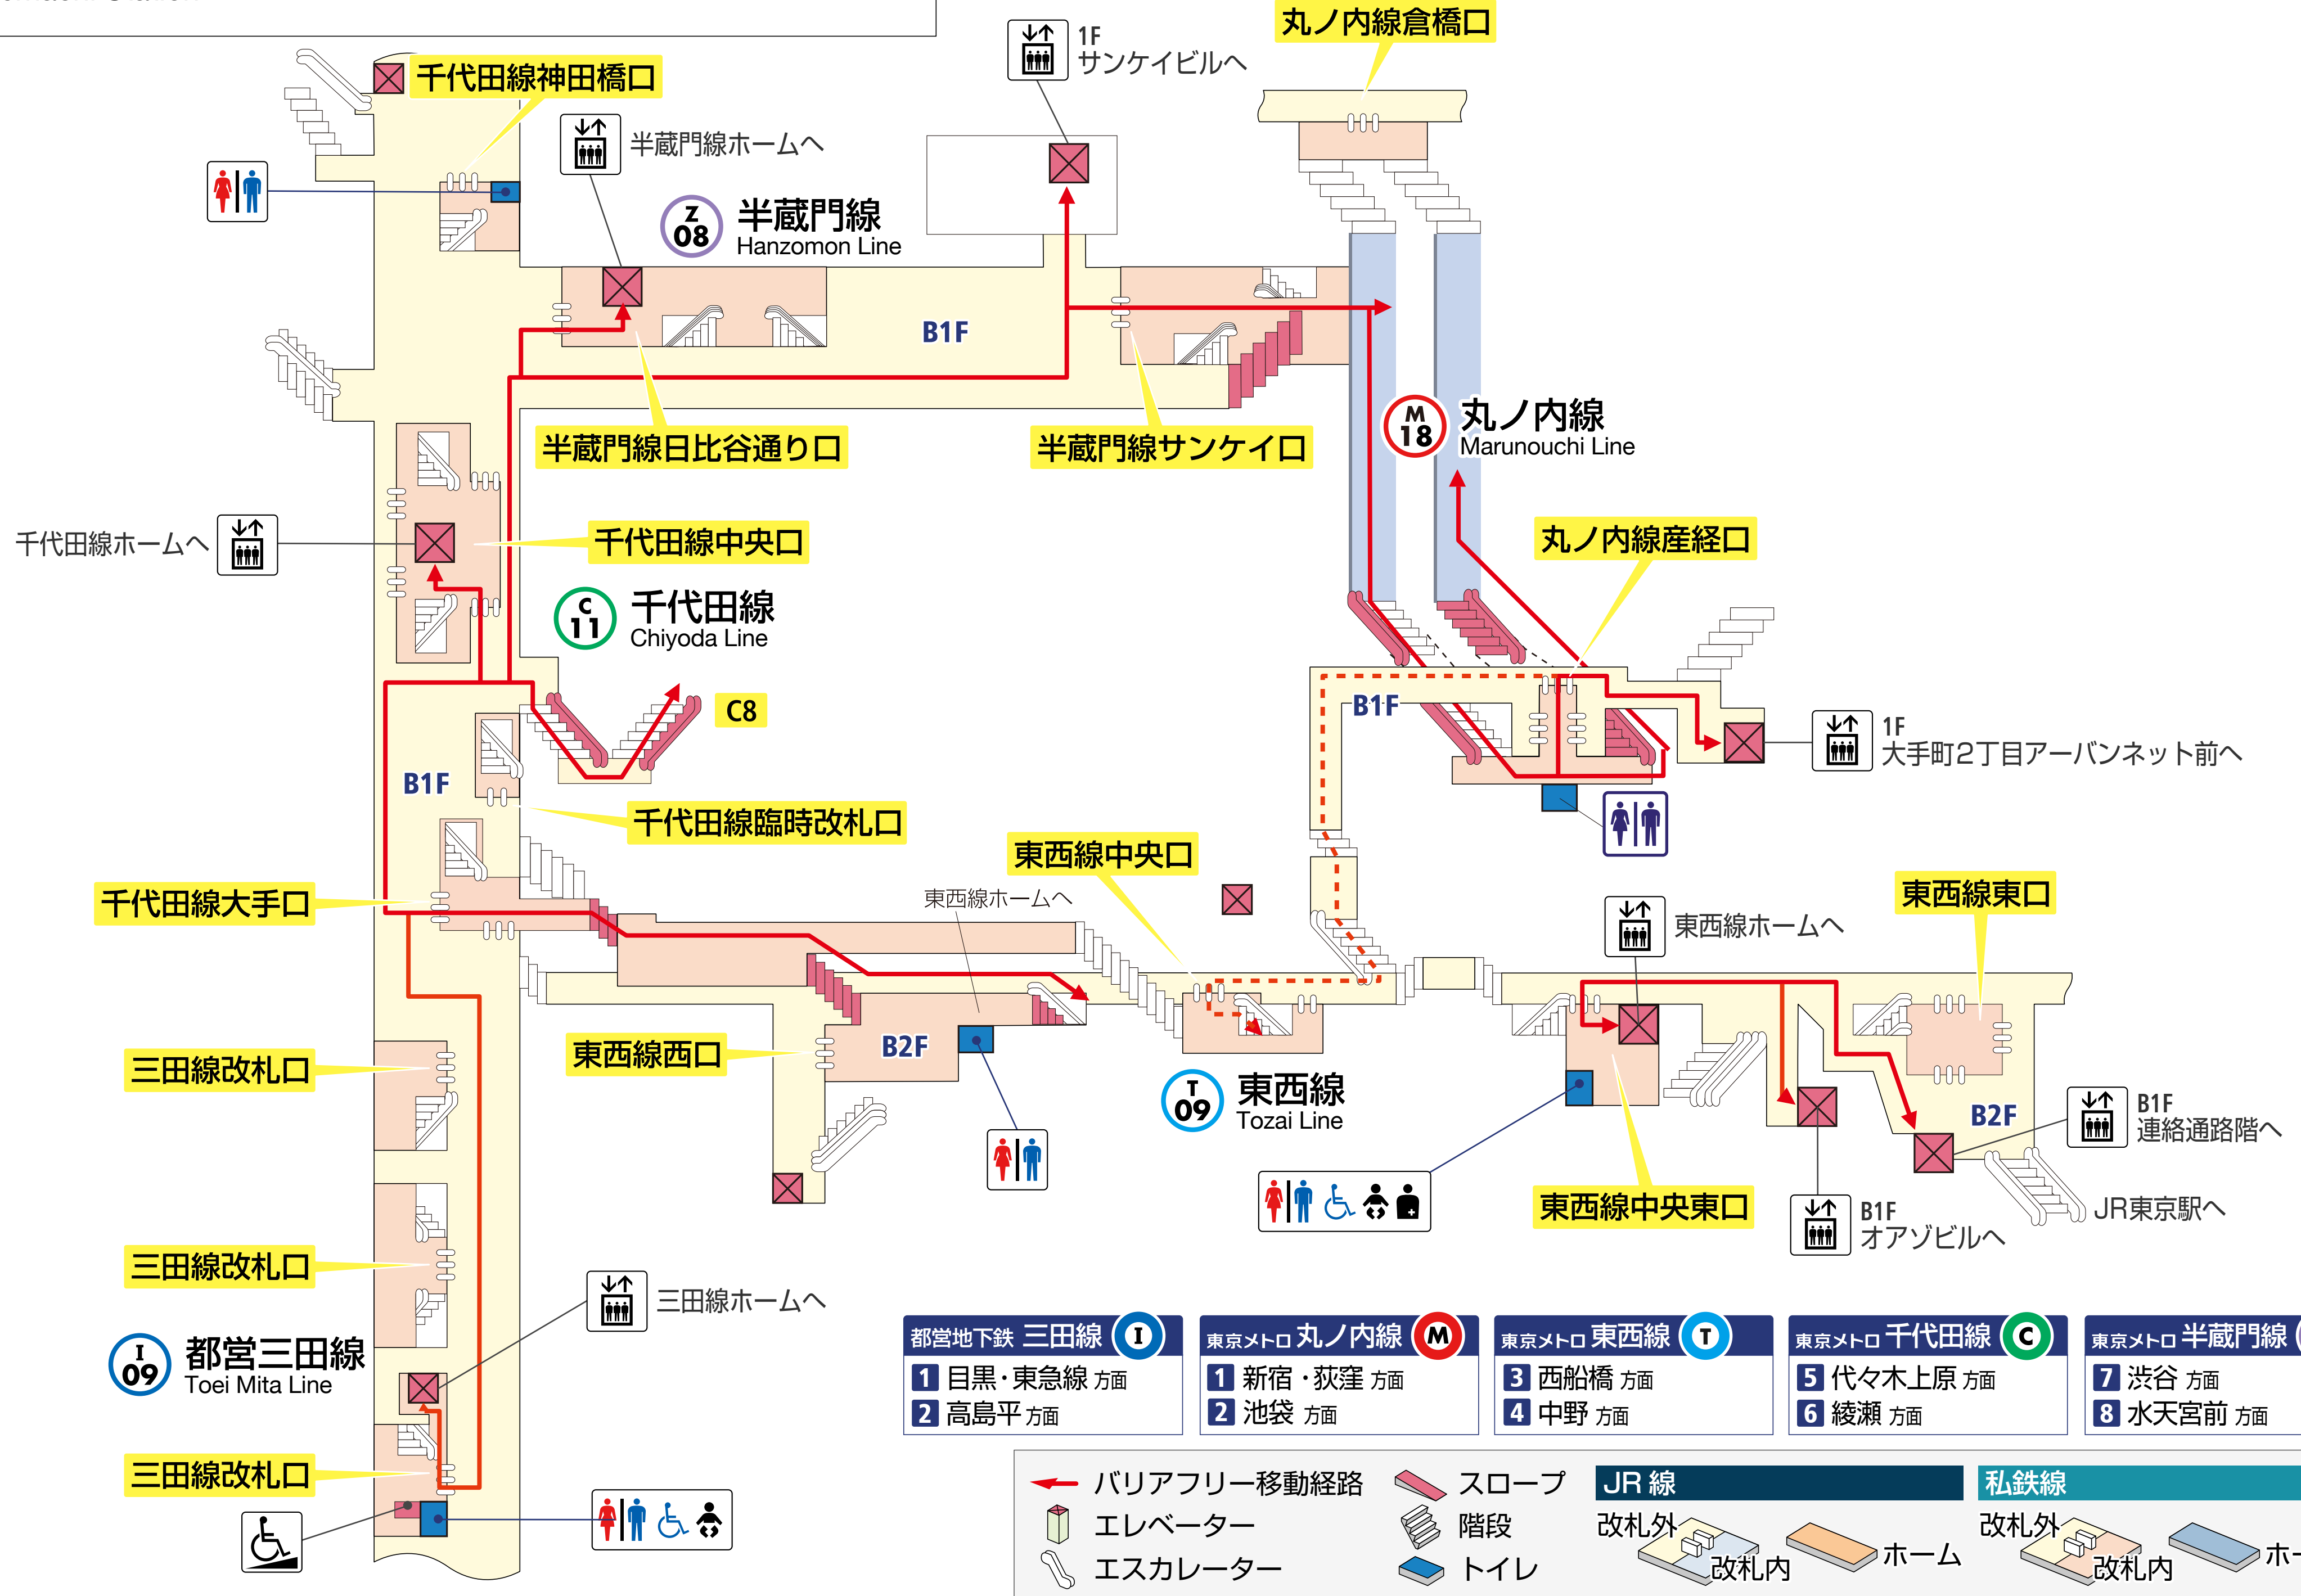 丸ノ内線倉橋口
1F
サンケイビルへ
千代田線神田橋口
半蔵門線ホームへ
Z
08
半蔵門線
Hanzomon Line
B1F
半蔵門線日比谷通り口
半蔵門線サンケイ口
M
18
丸ノ内線
Marunouchi Line
千代田線ホームへ
千代田線中央口
丸ノ内線産経口
C
11
千代田線
Chiyoda Line
C8
B1F
1F
大手町2丁目アーバンネット前へ
B1F
千代田線臨時改札口
東西線中央口
千代田線大手口
東西線ホームへ
東西線東口
東西線ホームへ
三田線改札口
東西線西口
B2F
T
09
東西線
Tozai Line
B2F
B1F
連絡通路階へ
東西線中央東口
B1F
オアゾビルへ
JR東京駅へ
三田線改札口
三田線ホームへ
I
09
都営三田線
Toei Mita Line
三田線改札口
都営地下鉄 三田線 I
1 目黒・東急線 方面
2 高島平 方面
東京メトロ 丸ノ内線 M
1 新宿・荻窪 方面
2 池袋 方面
東京メトロ 東西線 T
3 西船橋 方面
4 中野 方面
東京メトロ 千代田線 C
5 代々木上原 方面
6 綾瀬 方面
東京メトロ 半蔵門線
7 渋谷 方面
8 水天宮前 方面
バリアフリー移動経路
エレベーター
エスカレーター
スロープ
階段
トイレ
JR線
改札外
改札内
ホーム
私鉄線
改札外
改札内
ホー